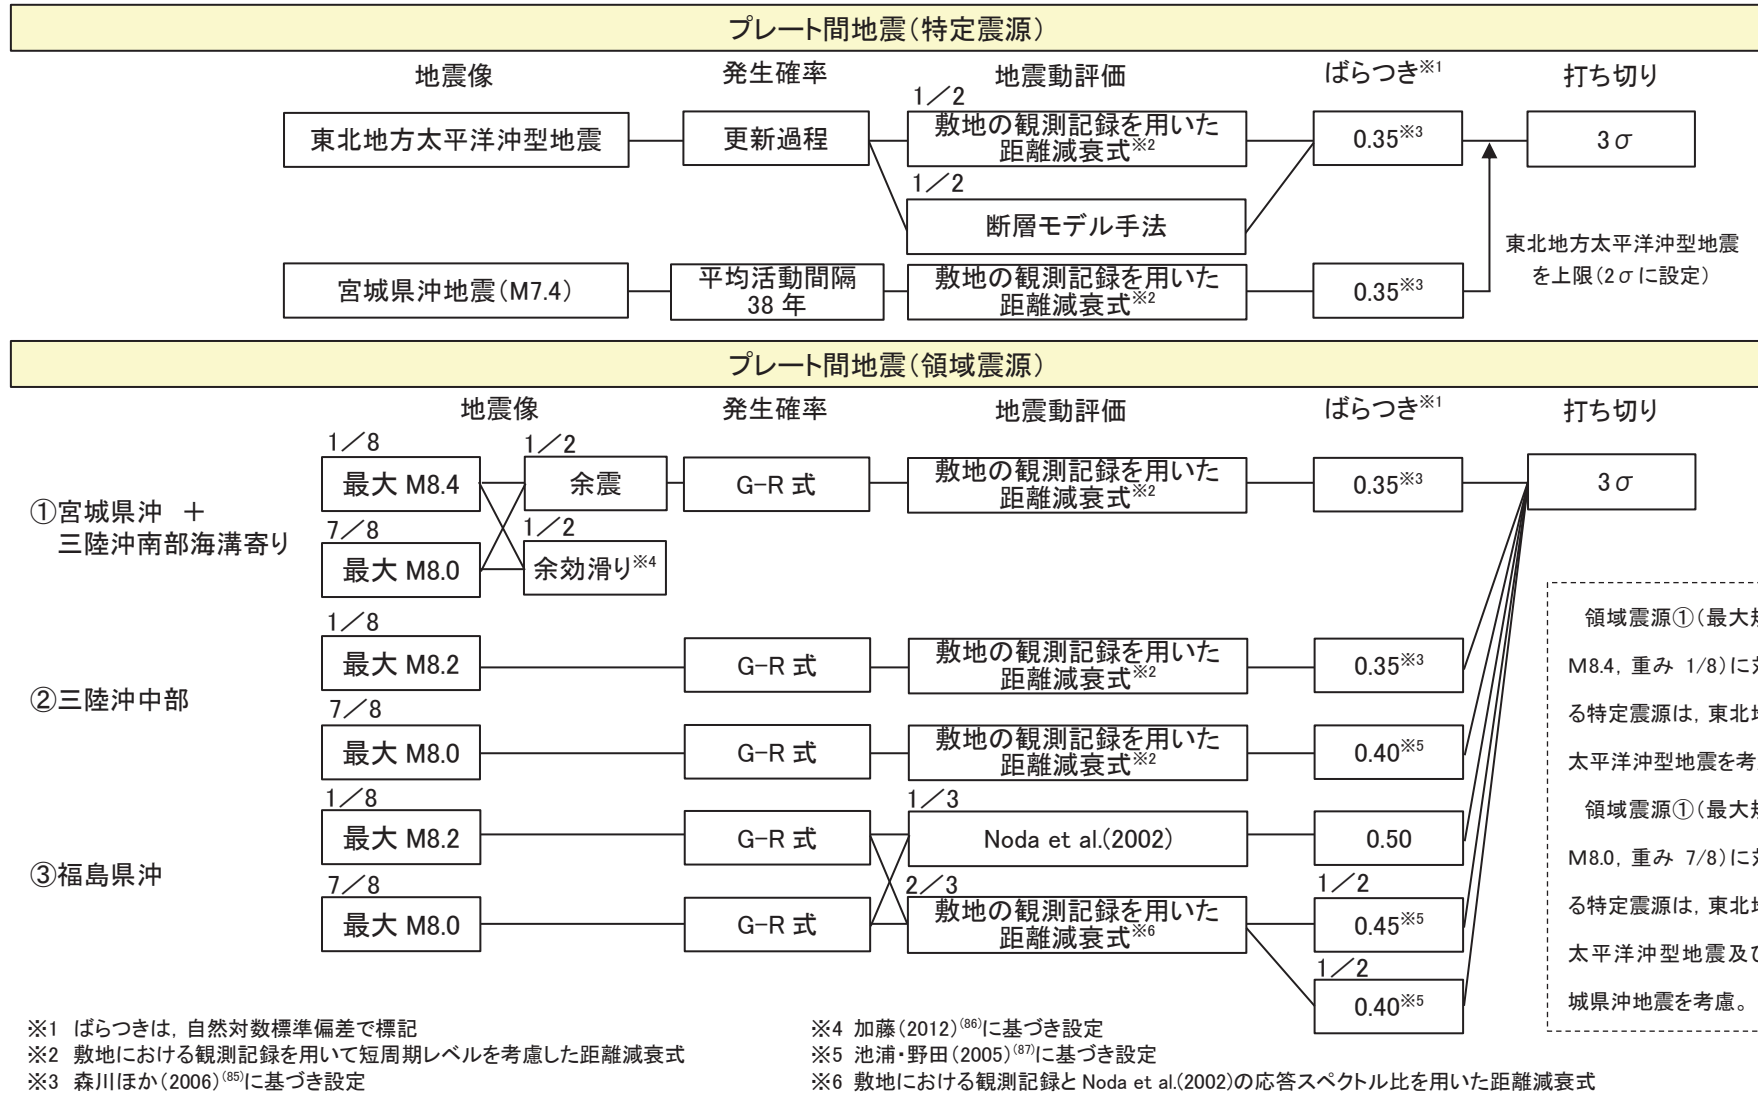 プレート間地震(特定震源)
地震像 発生確率 地震動評価 ばらつき※1 打ち切り
1/2
東北地方太平洋沖型地震 更新過程 敷地の観測記録を用いた
距離減衰式※2
0.35※3 3σ
1/2
断層モデル手法
東北地方太平洋沖型地震
を上限(2σに設定)
宮城県沖地震(M7.4) 平均活動間隔
38年
敷地の観測記録を用いた
距離減衰式※2
0.35※3
プレート間地震(領域震源)
地震像 発生確率 地震動評価 ばらつき※1 打ち切り
①宮城県沖 +
三陸沖南部海溝寄り
1/8 1/2
最大 M8.4 余震 G-R 式 敷地の観測記録を用いた
距離減衰式※2
0.35※3 3σ
7/8 1/2
最大 M8.0 余効滑り※4
②三陸沖中部
1/8
最大 M8.2 G-R 式 敷地の観測記録を用いた
距離減衰式※2
0.35※3
7/8
最大 M8.0 G-R 式 敷地の観測記録を用いた
距離減衰式※2
0.40※5
③福島県沖
1/8 1/3
最大 M8.2 G-R 式 Noda et al.(2002) 0.50
7/8 2/3 1/2
最大 M8.0 G-R 式 敷地の観測記録を用いた
距離減衰式※6
0.45※5
1/2
0.40※5
領域震源①(最大
M8.4, 重み 1/8)に
る特定震源は, 東北
太平洋沖型地震を考
領域震源①(最大
M8.0, 重み 7/8)に
る特定震源は, 東北
太平洋沖型地震及
城県沖地震を考慮。
※1 ばらつきは, 自然対数標準偏差で標記
※2 敷地における観測記録を用いて短周期レベルを考慮した距離減衰式
※3 森川ほか(2006)(85)に基づき設定
※4 加藤(2012)(86)に基づき設定
※5 池浦・野田(2005)(87)に基づき設定
※6 敷地における観測記録と Noda et al.(2002)の応答スペクトル比を用いた距離減衰式